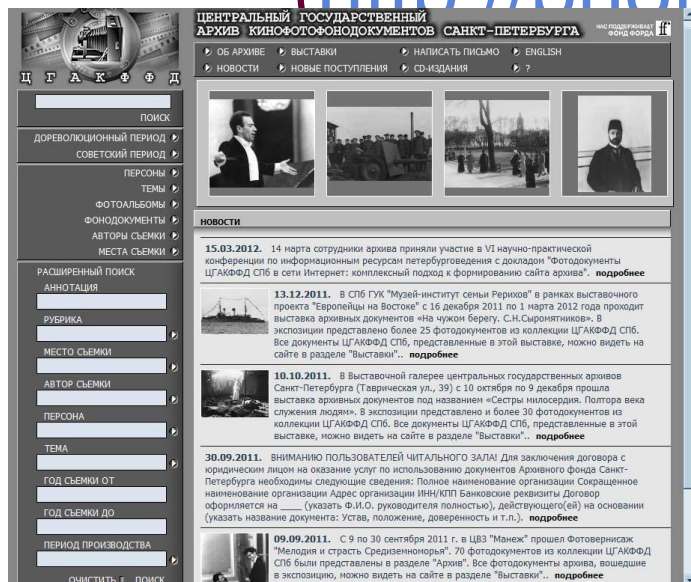 ЦЕНТРАЛЬНЫЙ ГОСУДАРСТВЕННЫЙ
АРХИВ КИНОФОТОФОНОДОКУМЕНТОВ САНКТ-ПЕТЕРБУРГА
НАС ПОДДЕРЖИВАЕТ
ФОНД ФОРДА
ЦГАКФФД
ОБ АРХИВЕ ВЫСТАВКИ НАПИСАТЬ ПИСЬМО ENGLISH
НОВОСТИ НОВЫЕ ПОСТУПЛЕНИЯ CD-ИЗДАНИЯ ?
ПОИСК
ДОРЕВОЛЮЦИОННЫЙ ПЕРИОД
СОВЕТСКИЙ ПЕРИОД
ПЕРСОНЫ
ТЕМЫ
ФОТОАЛЬБОМЫ
ФОНОДОКУМЕНТЫ
АВТОРЫ СЪЕМКИ
МЕСТА СЪЕМКИ
РАСШИРЕННЫЙ ПОИСК
АННОТАЦИЯ
РУБРИКА
МЕСТО СЪЕМКИ
АВТОР СЪЕМКИ
ПЕРСОНА
ТЕМА
ГОД СЪЕМКИ ОТ
ГОД СЪЕМКИ ДО
ПЕРИОД ПРОИЗВОДСТВА
ОЧИСТИТЬ ПОИСК
НОВОСТИ
15.03.2012. 14 марта сотрудники архива приняли участие в VI научно-практической
конференции по информационным ресурсам петербурговедения с докладом "Фотодокументы
ЦГАКФФД СПб в сети Интернет: комплексный подход к формированию сайта архива". подробнее
13.12.2011. В СПб ГУК "Музей-институт семьи Рерихов" в рамках выставочного
проекта "Европейцы на Востоке" с 16 декабря 2011 по 1 марта 2012 года проходит
выставка архивных документов «На чужом берегу. С.Н.Сыромятников». В
экспозиции представлено более 25 фотодокументов из коллекции ЦГАКФФД СПб.
Все документы ЦГАКФФД СПб, представленные в этой выставке, можно видеть на
сайте в разделе "Выставки".. подробнее
10.10.2011. В Выставочной галерее центральных государственных архивов
Санкт-Петербурга (Таврическая ул., 39) с 10 октября по 9 декабря прошла
выставка архивных документов под названием «Сестры милосердия. Полтора века
служения людям». В экспозиции представлено и более 30 фотодокументов из
коллекции ЦГАКФФД СПб. Все документы ЦГАКФФД СПб, представленные в этой
выставке, можно видеть на сайте в разделе "Выставки".. подробнее
30.09.2011. ВНИМАНИЮ ПОЛЬЗОВАТЕЛЕЙ ЧИТАЛЬНОГО ЗАЛА! Для заключения договора с
юридическим лицом на оказание услуг по использованию документов Архивного фонда Санкт-
Петербурга необходимы следующие сведения: Полное наименование организации Сокращенное
наименование организации Адрес организации ИНН/КПП Банковские реквизиты Договор
оформляется на ____ (указать Ф.И.О. руководителя полностью), действующего(ей) на основании
(указать название документа: Устав, положение, доверенность и т.п.). подробнее
09.09.2011. С 9 по 30 сентября 2011 г. в ЦВЗ "Манеж" прошел Фотовернисаж
"Мелодия и страсть Средиземноморья". 70 фотодокументов из коллекции ЦГАКФФД
СПб были представлены в разделе "Архив". Все фотодокументы архива, вошедшие
в экспозицию, можно видеть на сайте в разделе "Выставки".. подробнее